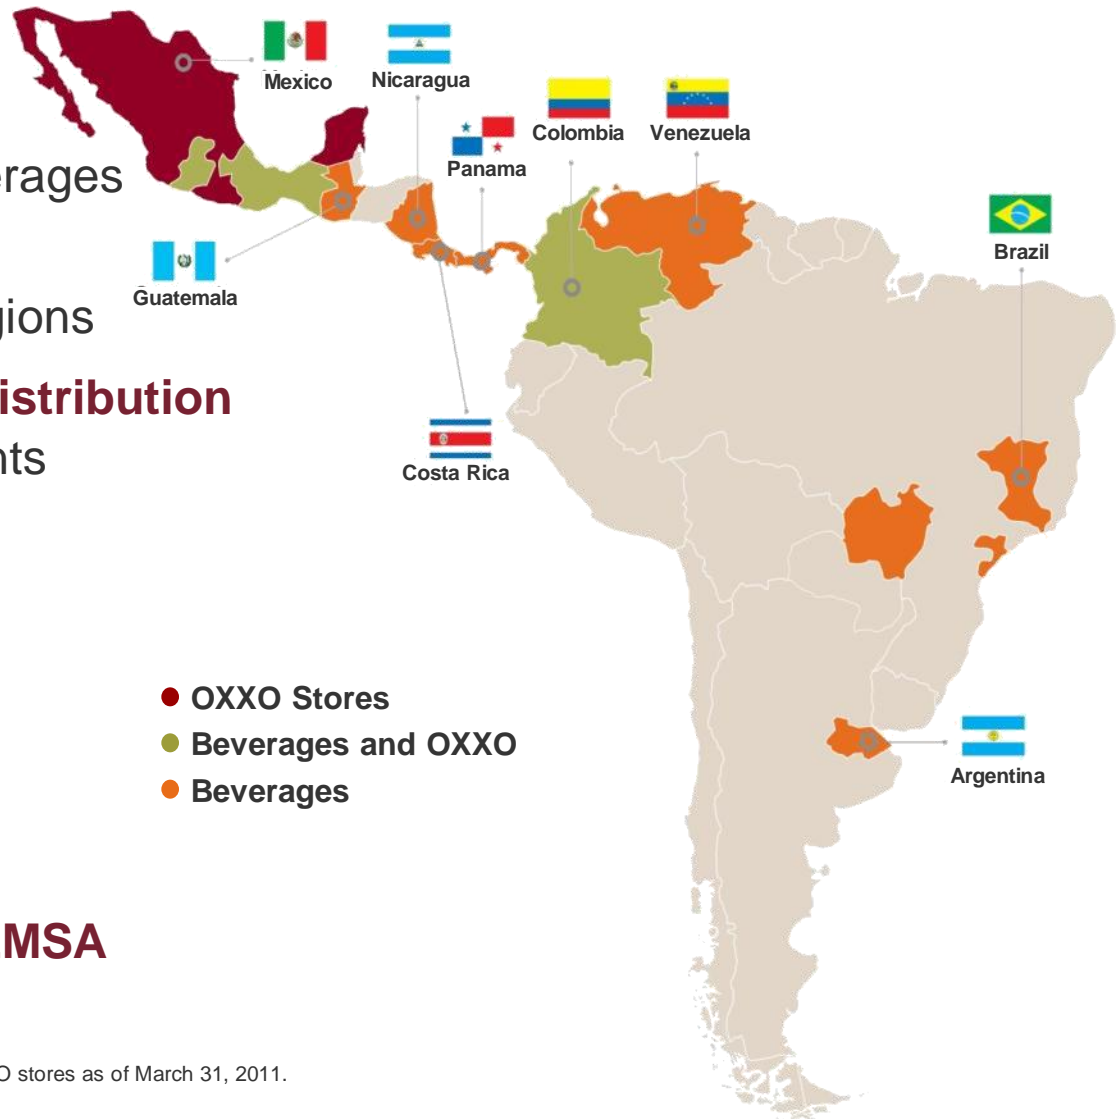 Mexico
Nicaragua
Colombia
Venezuela
Panama
erages
Brazil
Guatemala
gions
istribution
nts
Costa Rica
OXXO Stores
Beverages and OXXO
Beverages
Argentina
MSA
O stores as of March 31, 2011.